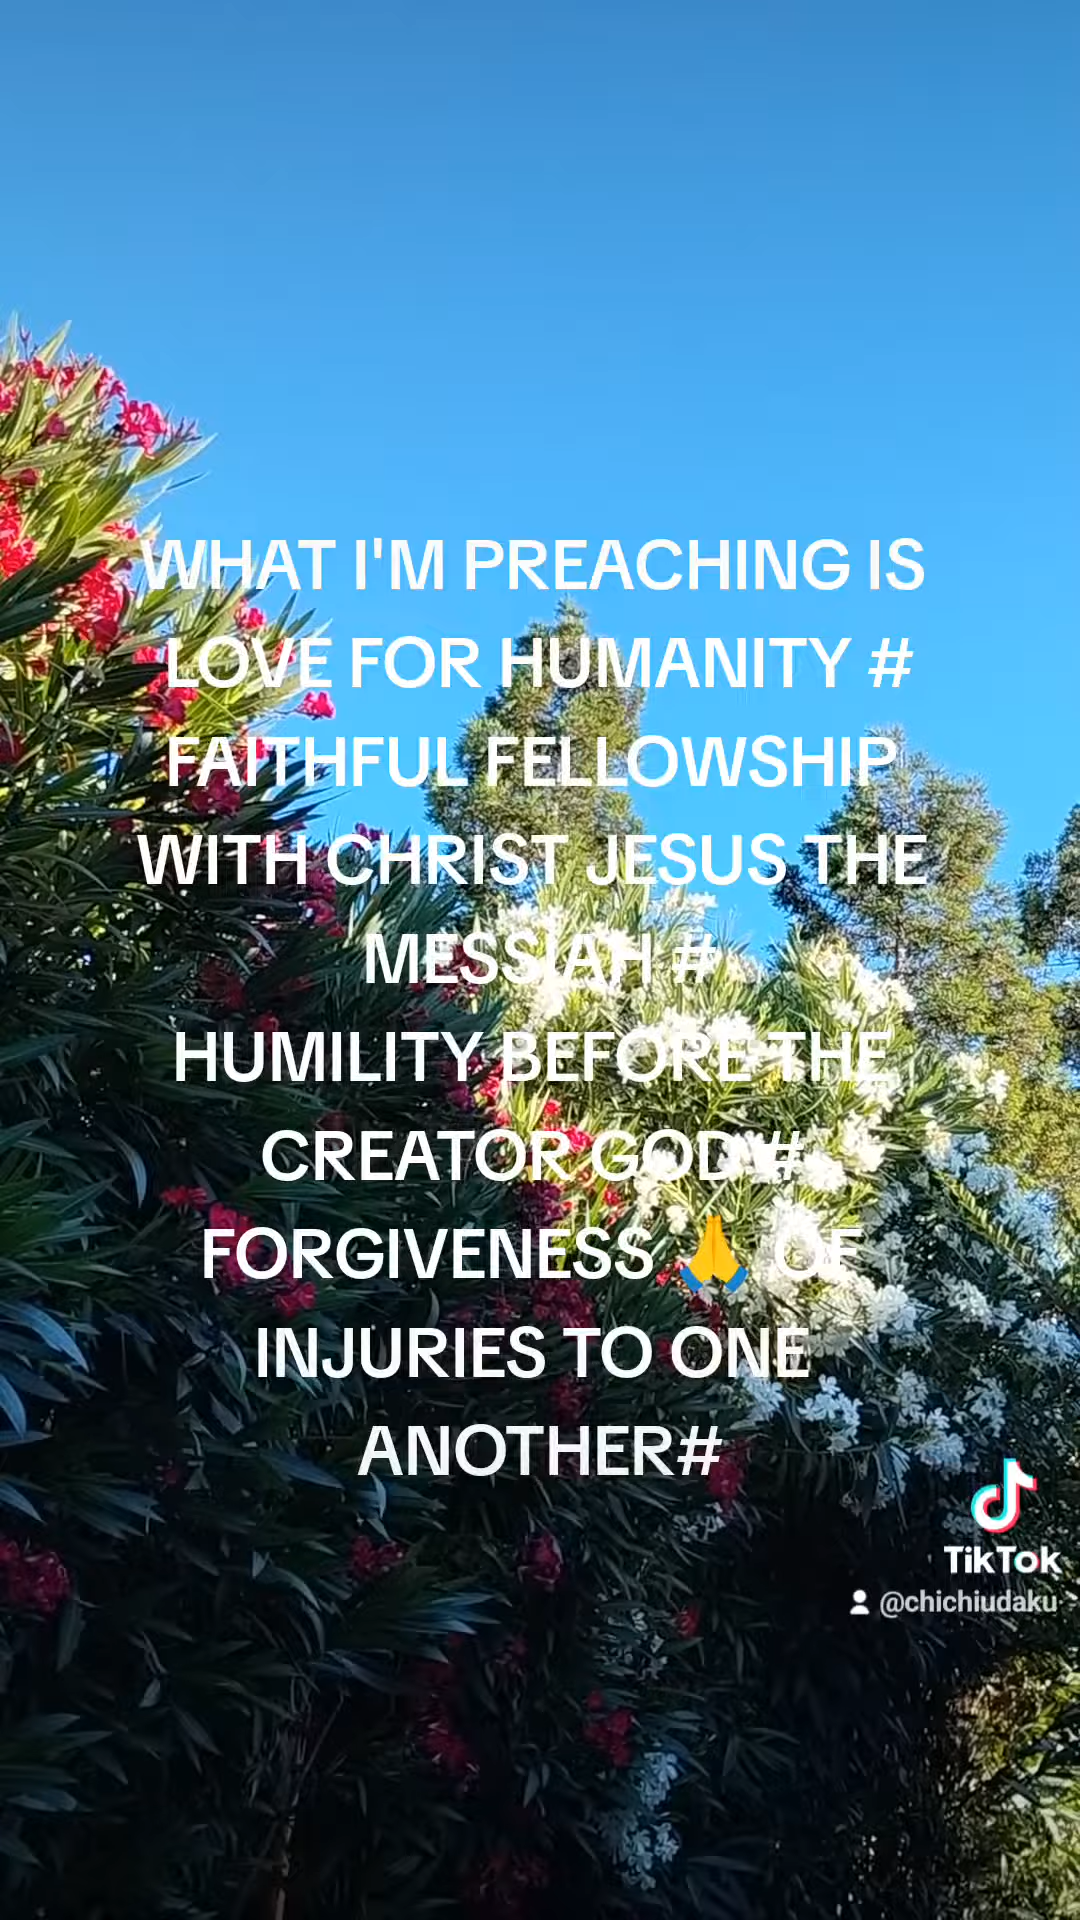 WHAT I'M PREACHING IS
LOVE FOR HUMANITY #
FAITHFUL FELLOWSHIP
WITH CHRIST JESUS THE
MESSIAH #
HUMILITY BEFORE THE
CREATOR GOD #
FORGIVENESS 🙏 OF
INJURIES TO ONE
ANOTHER#
TikTok
@chichiudaku